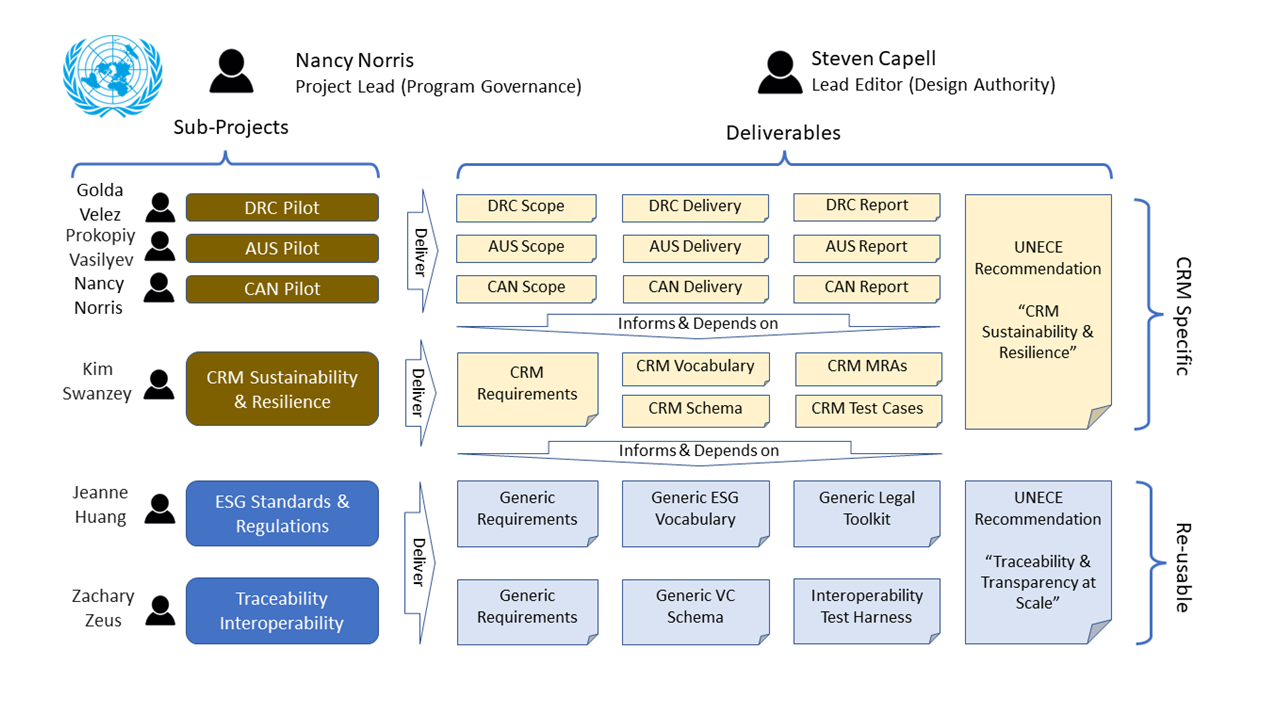 Nancy Norris
Project Lead (Program Governance)
Steven Capell
Lead Editor (Design Authority)
Sub-Projects
Deliverables
Golda
Velez
DRC Pilot
Prokopiy
Vasilyev
AUS Pilot
Nancy
Norris
CAN Pilot
Deliver
DRC Scope
DRC Delivery
DRC Report
AUS Scope
AUS Delivery
AUS Report
CAN Scope
CAN Delivery
CAN Report
UNECE
Recommendation
“CRM
Sustainability &
Resilience”
CRM Specific
Informs & Depends on
Kim
Swanzey
CRM Sustainability
& Resilience
Deliver
CRM
Requirements
CRM Vocabulary
CRM MRAs
CRM Schema
CRM Test Cases
Informs & Depends on
Jeanne
Huang
ESG Standards &
Regulations
Deliver
Generic
Requirements
Generic ESG
Vocabulary
Generic Legal
Toolkit
UNECE
Recommendation
“Traceability &
Transparency at
Scale”
Re-usable
Zachary
Zeus
Traceability
Interoperability
Generic
Requirements
Generic VC
Schema
Interoperability
Test Harness